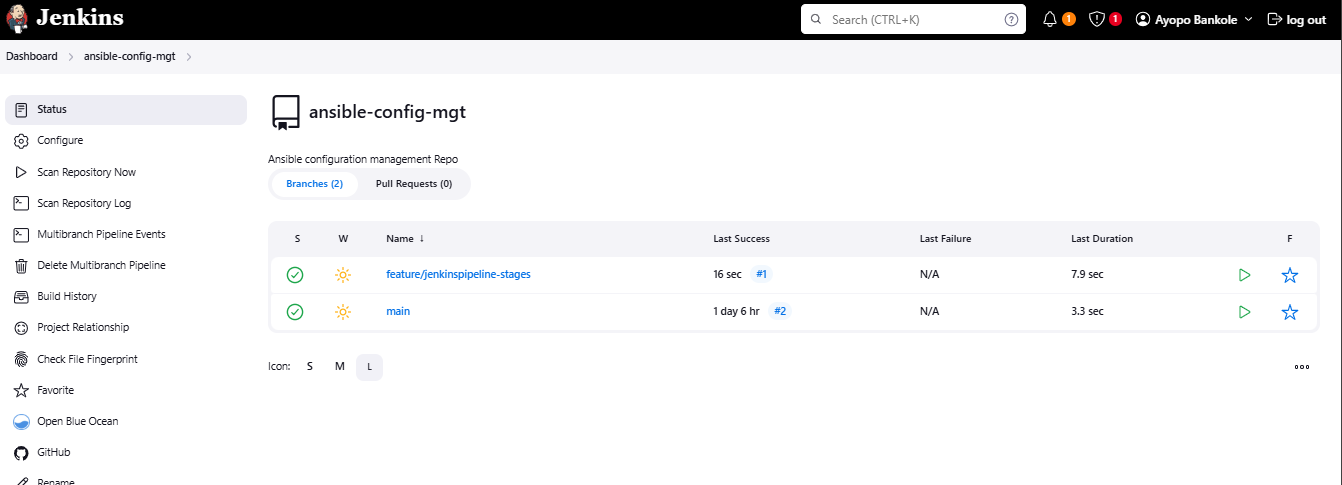 Jenkins
Search (CTRL+K)
1
1
Ayopo Bankole
log out
Dashboard
ansible-config-mgt
Status
Configure
Scan Repository Now
Scan Repository Log
Multibranch Pipeline Events
Delete Multibranch Pipeline
Build History
Project Relationship
Check File Fingerprint
Favorite
Open Blue Ocean
GitHub
Rename
ansible-config-mgt
Ansible configuration management Repo
Branches (2) Pull Requests (0)
S W Name ↓ Last Success Last Failure Last Duration F
feature/jenkinspipeline-stages 16 sec #1 N/A 7.9 sec
main 1 day 6 hr #2 N/A 3.3 sec
Icon: S M L